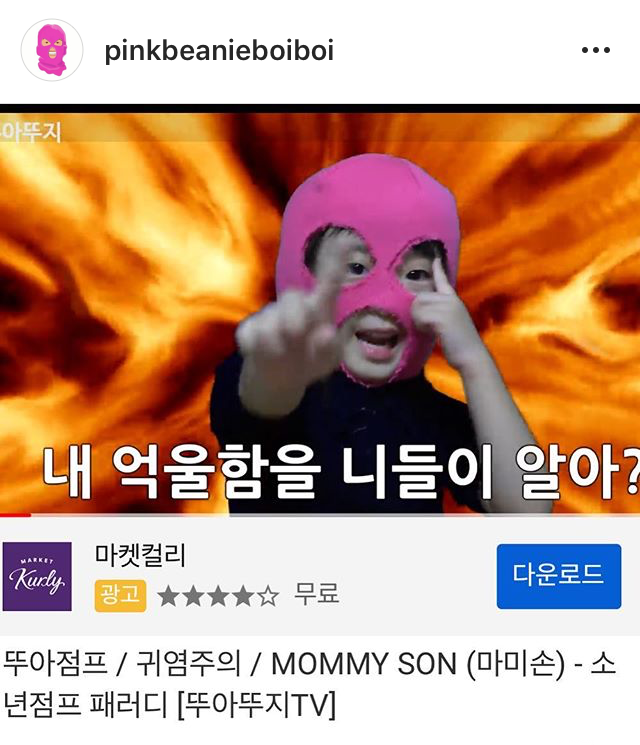 pinkbeanieboiboi
아뚜지
내 억울함을 니들이 알아?
MARKET
Kurly
마켓컬리
광고
무료
다운로드
뚜아점프 / 귀염주의 / MOMMY SON (마미손) - 소
년점프 패러디 [뚜아뚜지TV]